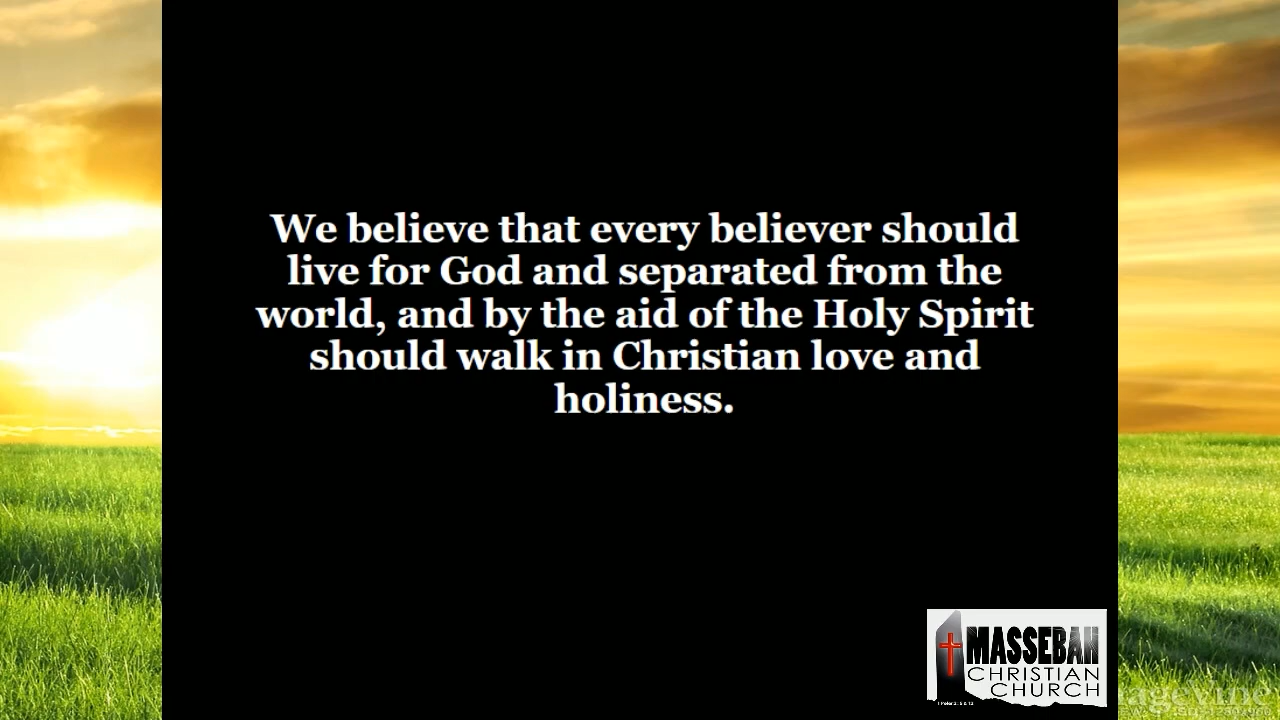 We believe that every believer should
live for God and separated from the
world, and by the aid of the Holy Spirit
should walk in Christian love and
holiness.
MASSEBAH
CHRISTIAN
CHURCH